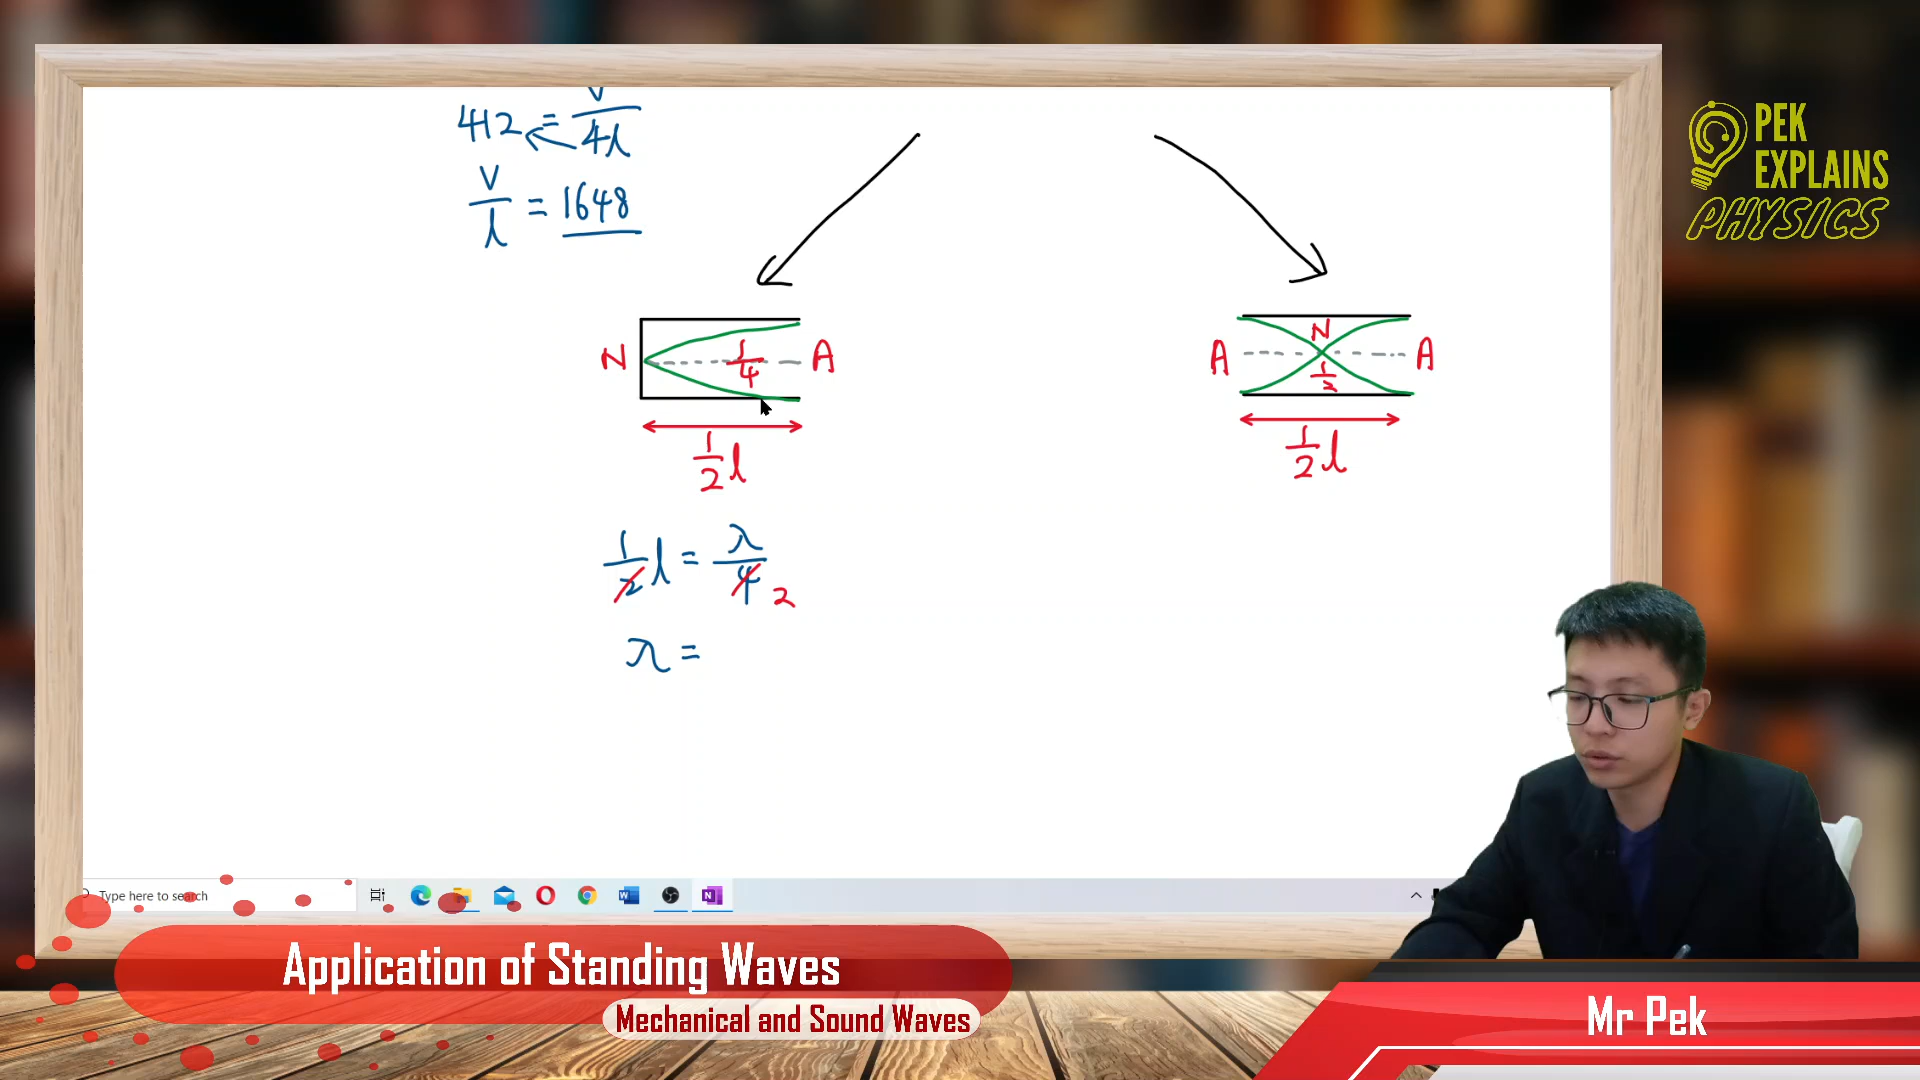 412 = v/4l
v/l = 1648
N 1/4 A
1/2 l
A N 1/2 A
1/2 l
1/2 l = λ/4 2
λ =
PEK
EXPLAINS
PHYSICS
Type here to search
Application of Standing Waves
Mechanical and Sound Waves
Mr Pek